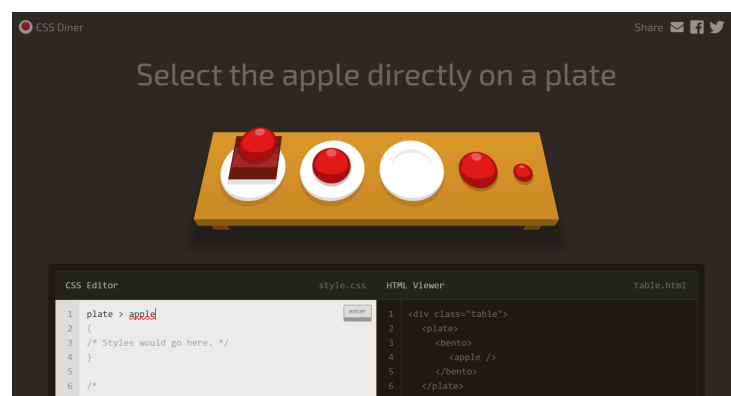 CSS Diner
Share
Select the apple directly on a plate
CSS Editor
style.css
1 plate > apple
enter
2 {
3 /* Styles would go here. */
4 }
5
6 /*
HTML Viewer
table.html
1 <div class="table">
2 <plate>
3 <bento>
4 <apple />
5 </bento>
6 </plate>